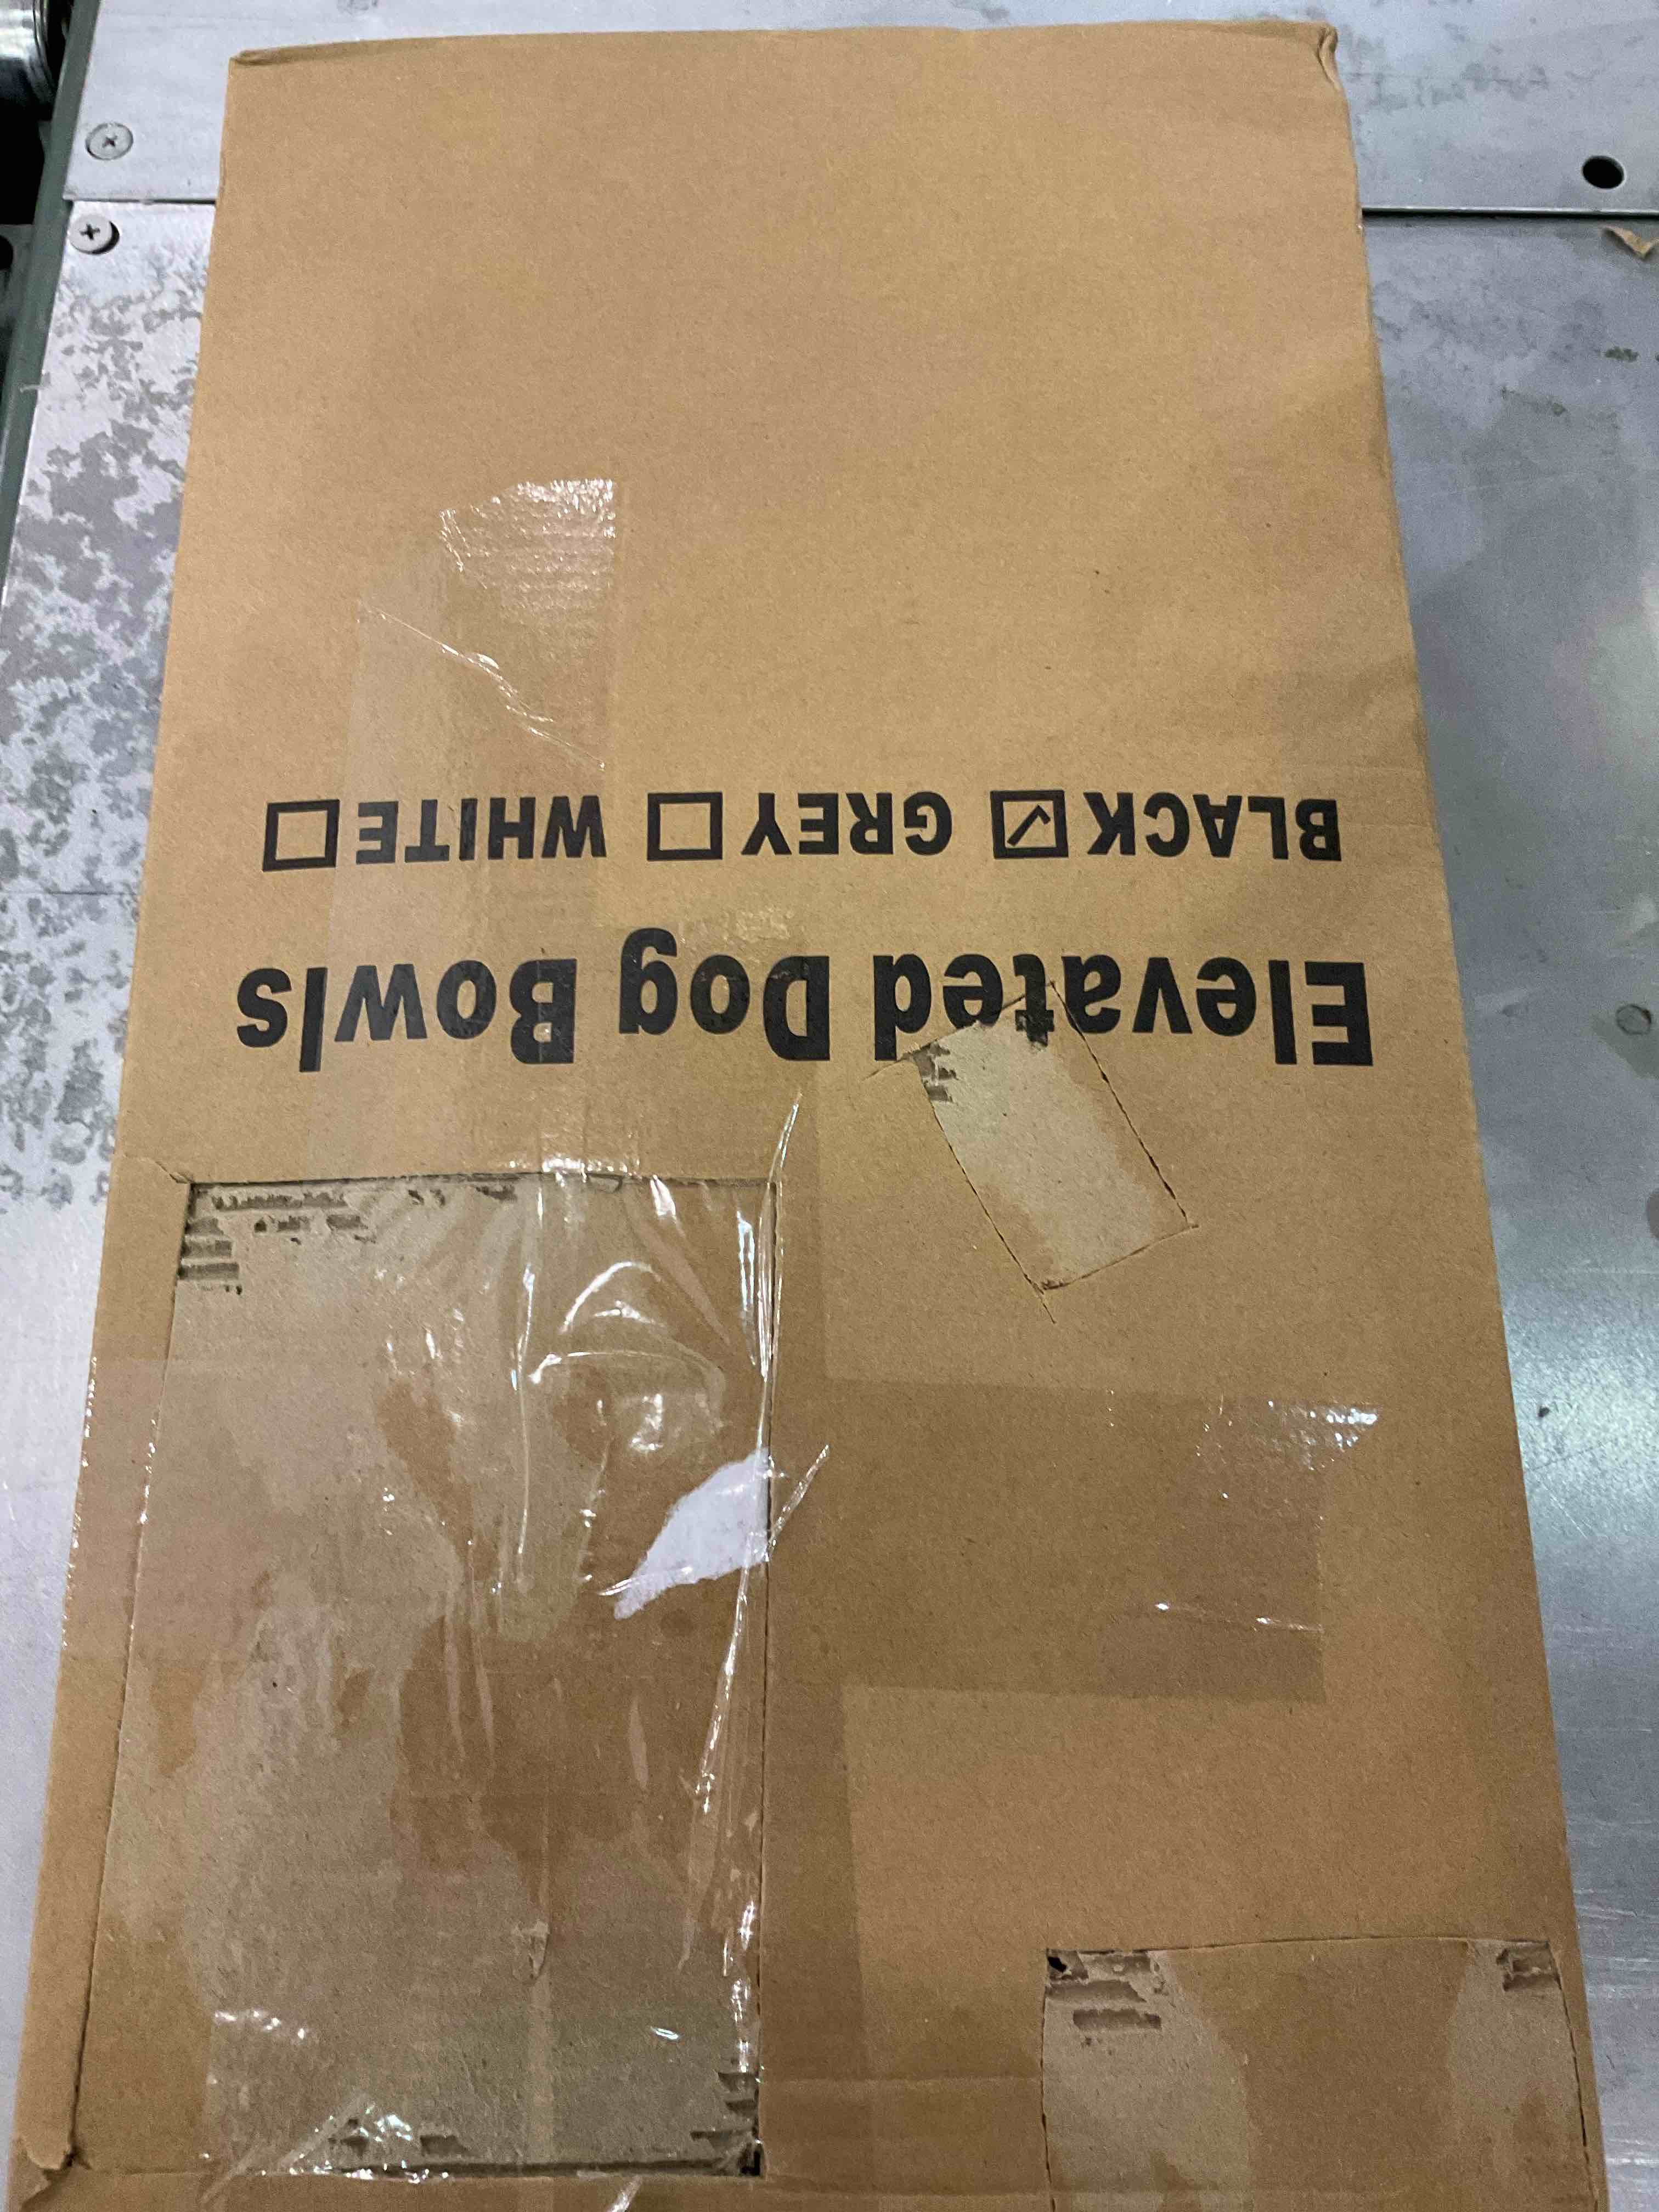 Elevated Dog Bowls
BLACK ☑ GREY ☐ WHITE ☐